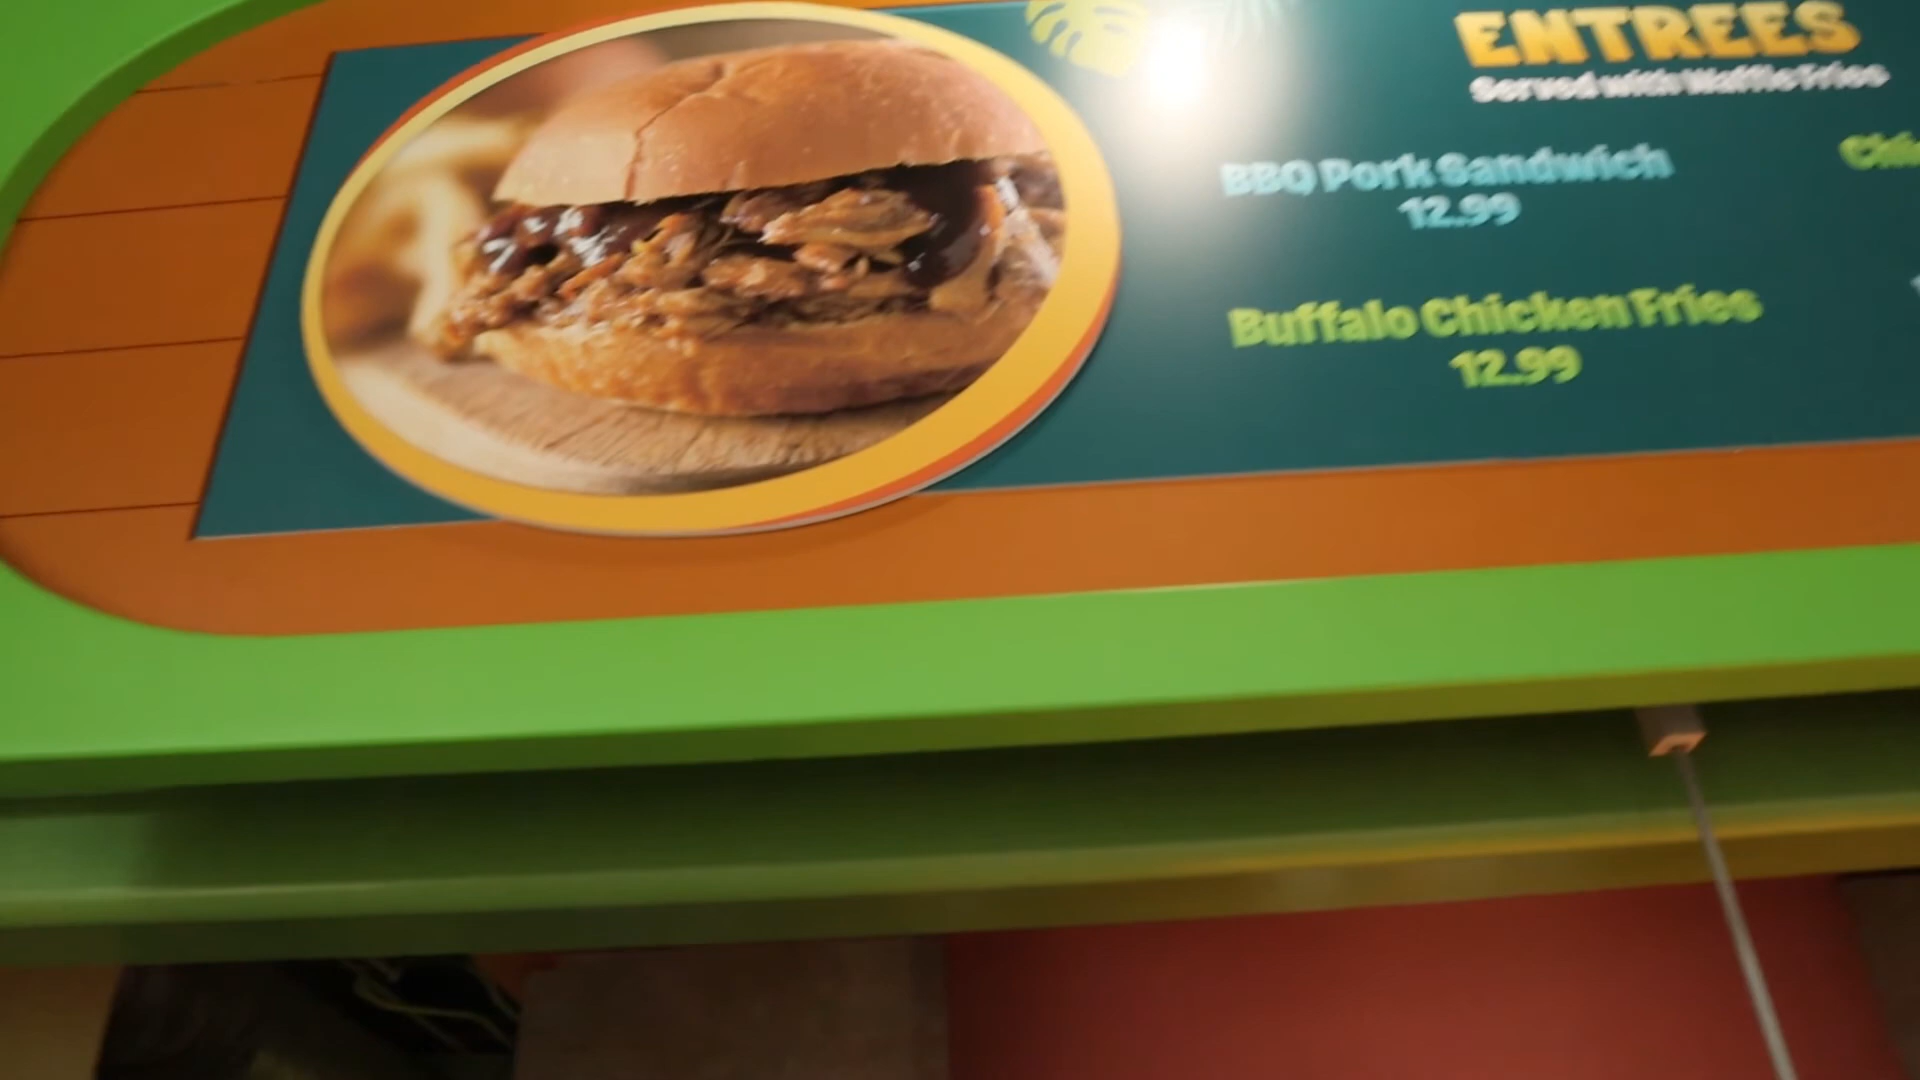 ENTREES
Served with Waffle Fries
BBQ Pork Sandwich
12.99
Buffalo Chicken Fries
12.99